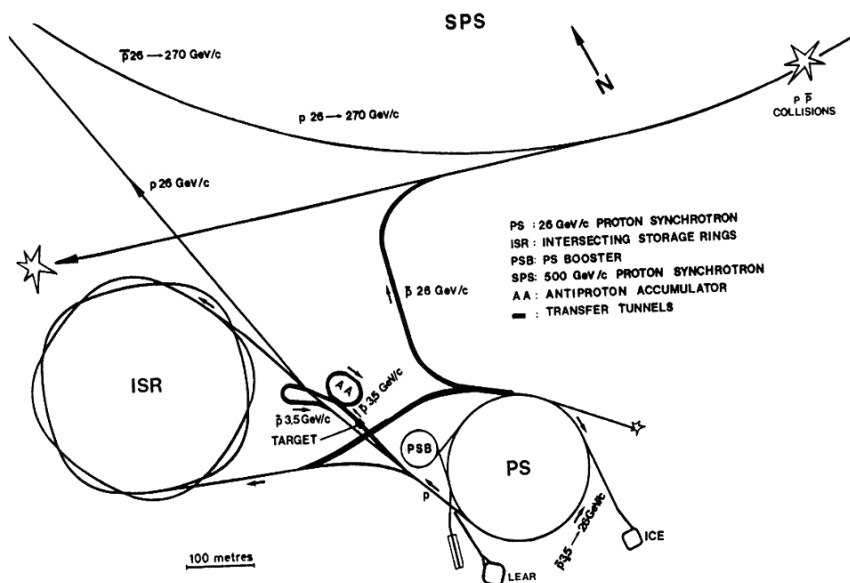 SPS
p̅ 26 → 270 GeV/c
N
p p̅
COLLISIONS
p 26 → 270 GeV/c
p 26 GeV/c
PS : 26 GeV/c PROTON SYNCHROTRON
ISR : INTERSECTING STORAGE RINGS
PSB: PS BOOSTER
SPS: 500 GeV/c PROTON SYNCHROTRON
AA: ANTIPROTON ACCUMULATOR
: TRANSFER TUNNELS
p̅ 26 GeV/c
ISR
AA
p̅ 3,5 GeV/c
p̅ 3,5 GeV/c
TARGET
PSB
PS
p
p̅ 3,5 → 26 GeV/c
ICE
100 metres
LEAR